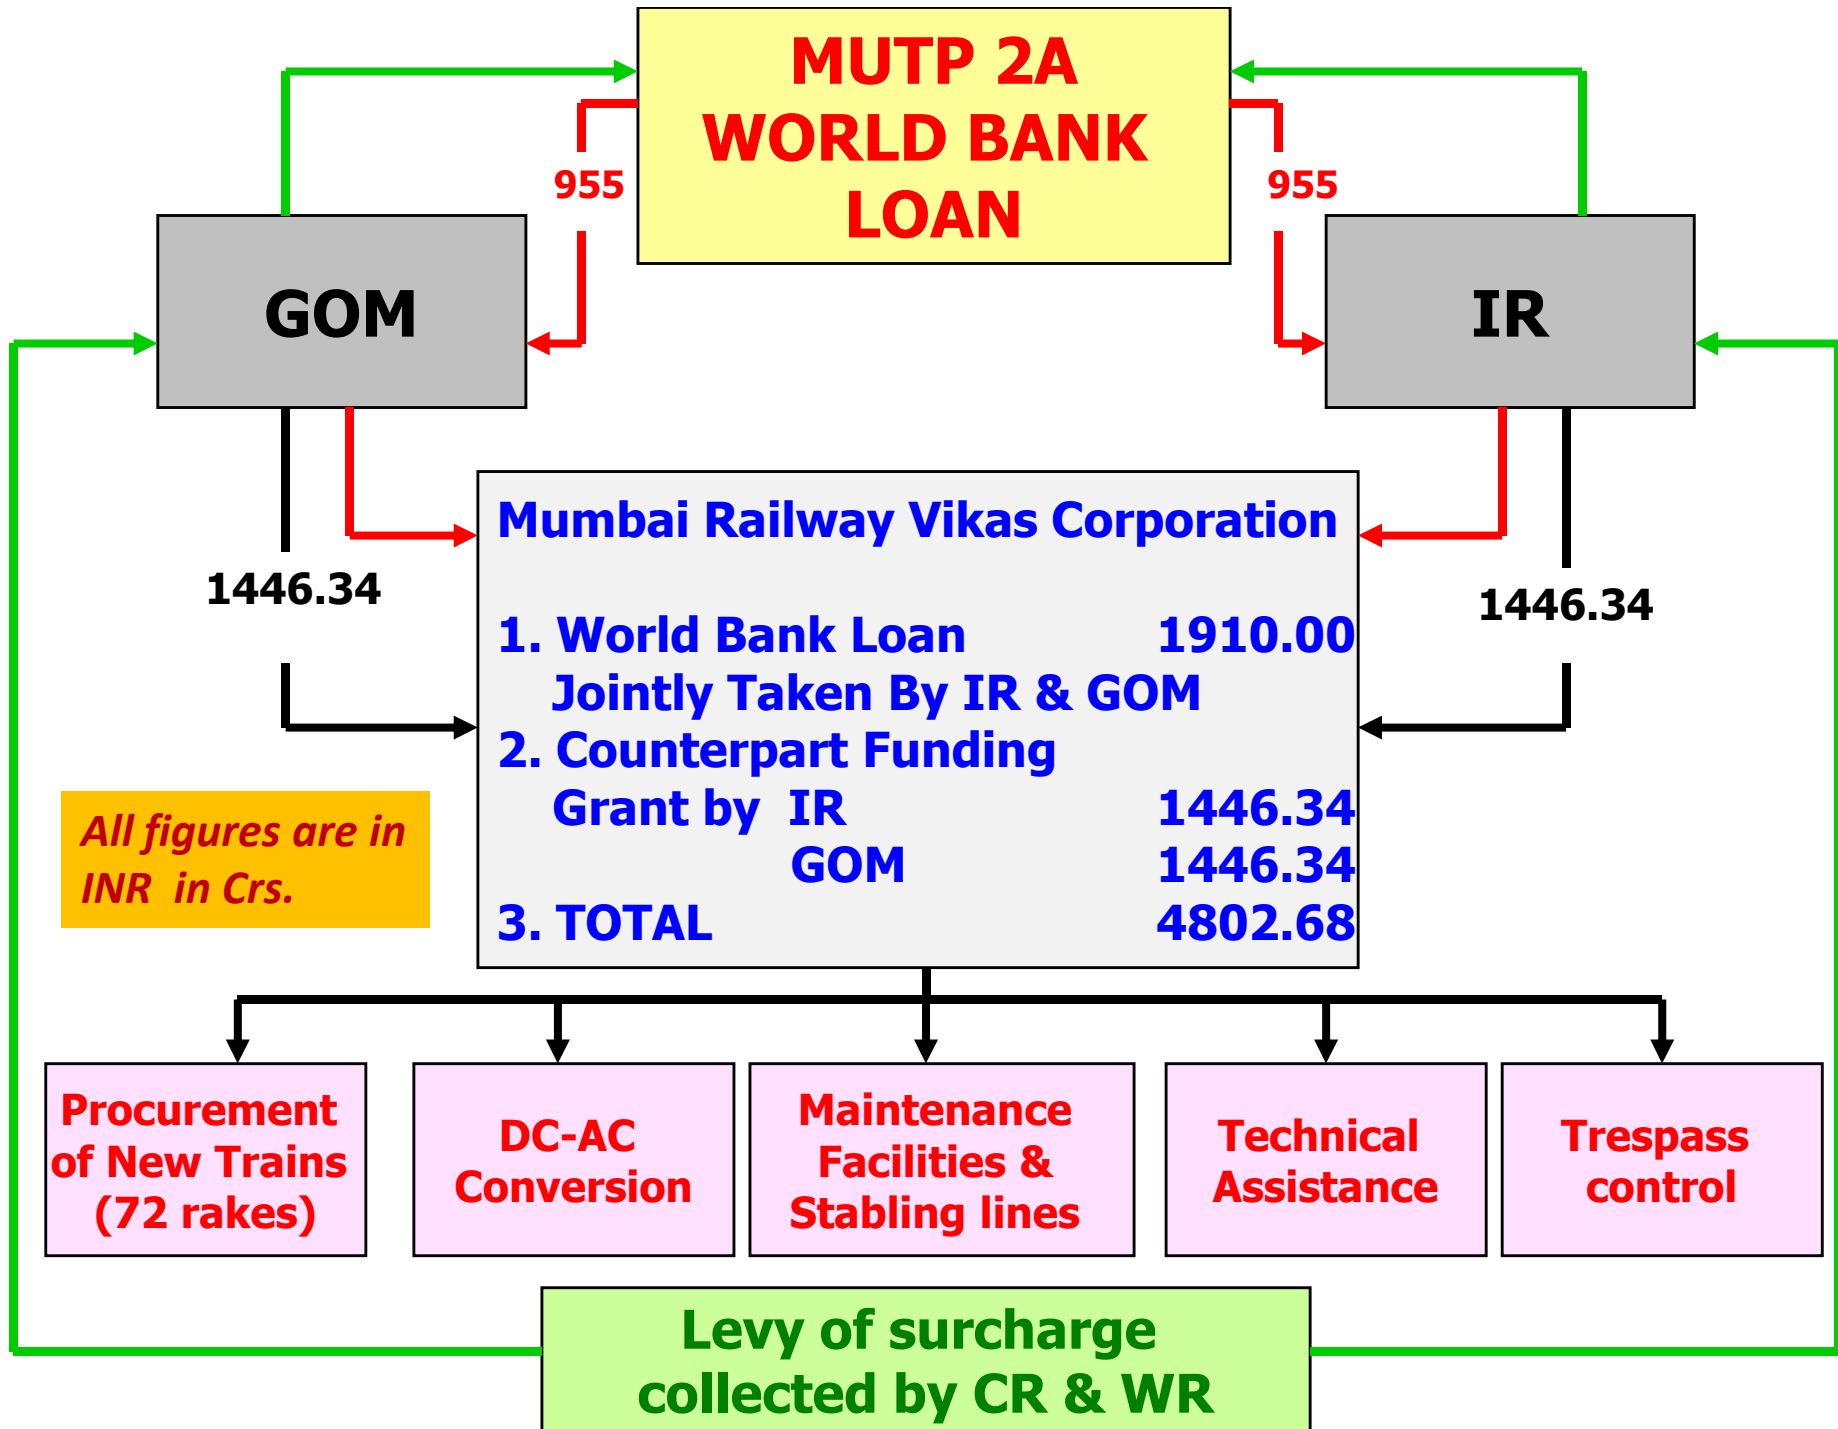 MUTP 2A
WORLD BANK
LOAN
955
955
GOM
IR
1446.34
1446.34
Mumbai Railway Vikas Corporation
1. World Bank Loan 1910.00
Jointly Taken By IR & GOM
2. Counterpart Funding
Grant by IR 1446.34
GOM 1446.34
3. TOTAL 4802.68
All figures are in
INR in Crs.
Procurement
of New Trains
(72 rakes)
DC-AC
Conversion
Maintenance
Facilities &
Stabling lines
Technical
Assistance
Trespass
control
Levy of surcharge
collected by CR & WR